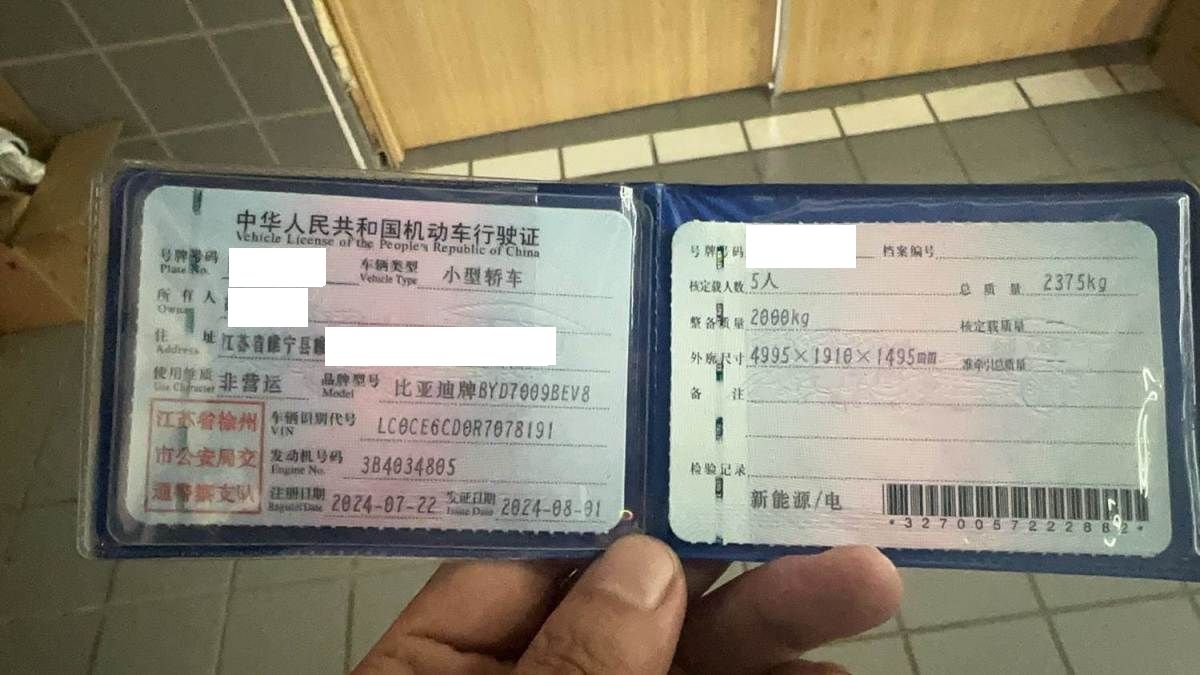 中华人民共和国机动车行驶证
Vehicle License of the People's Republic of China
号牌号码
Plate No.
车辆类型 小型轿车
Vehicle Type
所有人
Owner
住址 江苏省睢宁县
Address
使用性质 非营运
Use Character
品牌型号 比亚迪牌BYD7009BEV8
Model
江苏省徐州
市公安局交
通警察支队
车辆识别代号 LC0CE6CD0R7078191
VIN
发动机号码 3B4034805
Engine No.
注册日期 2024-07-22 发证日期 2024-08-01
Register Date Issue Date
号牌号码 档案编号
核定载人数 5人 总质量 2375kg
整备质量 2000kg 核定载质量
外廓尺寸 4995×1910×1495mm 准牵引总质量
备注
检验记录
新能源/电